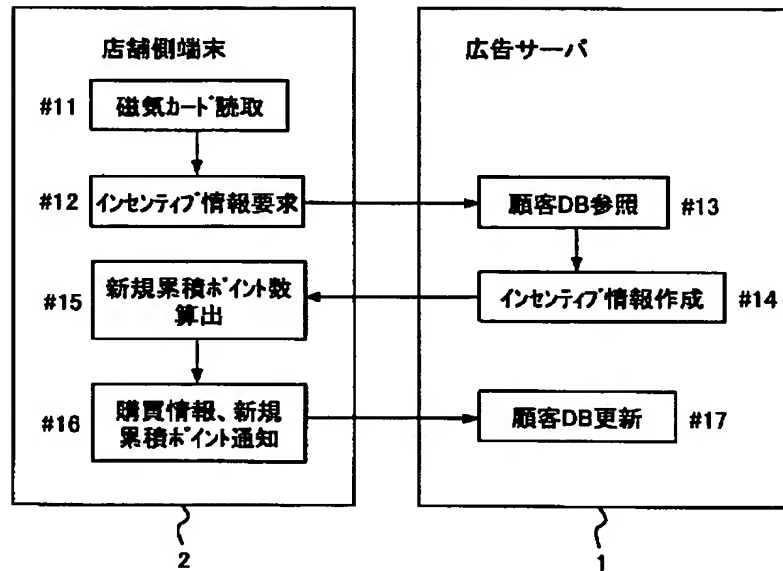 店舗側端末
広告サーバ
#11
磁気カード読取
#12
インセンティブ情報要求
顧客DB参照
#13
#15
新規累積ポイント数
算出
インセンティブ情報作成
#14
#16
購買情報、新規
累積ポイント通知
顧客DB更新
#17
2
1